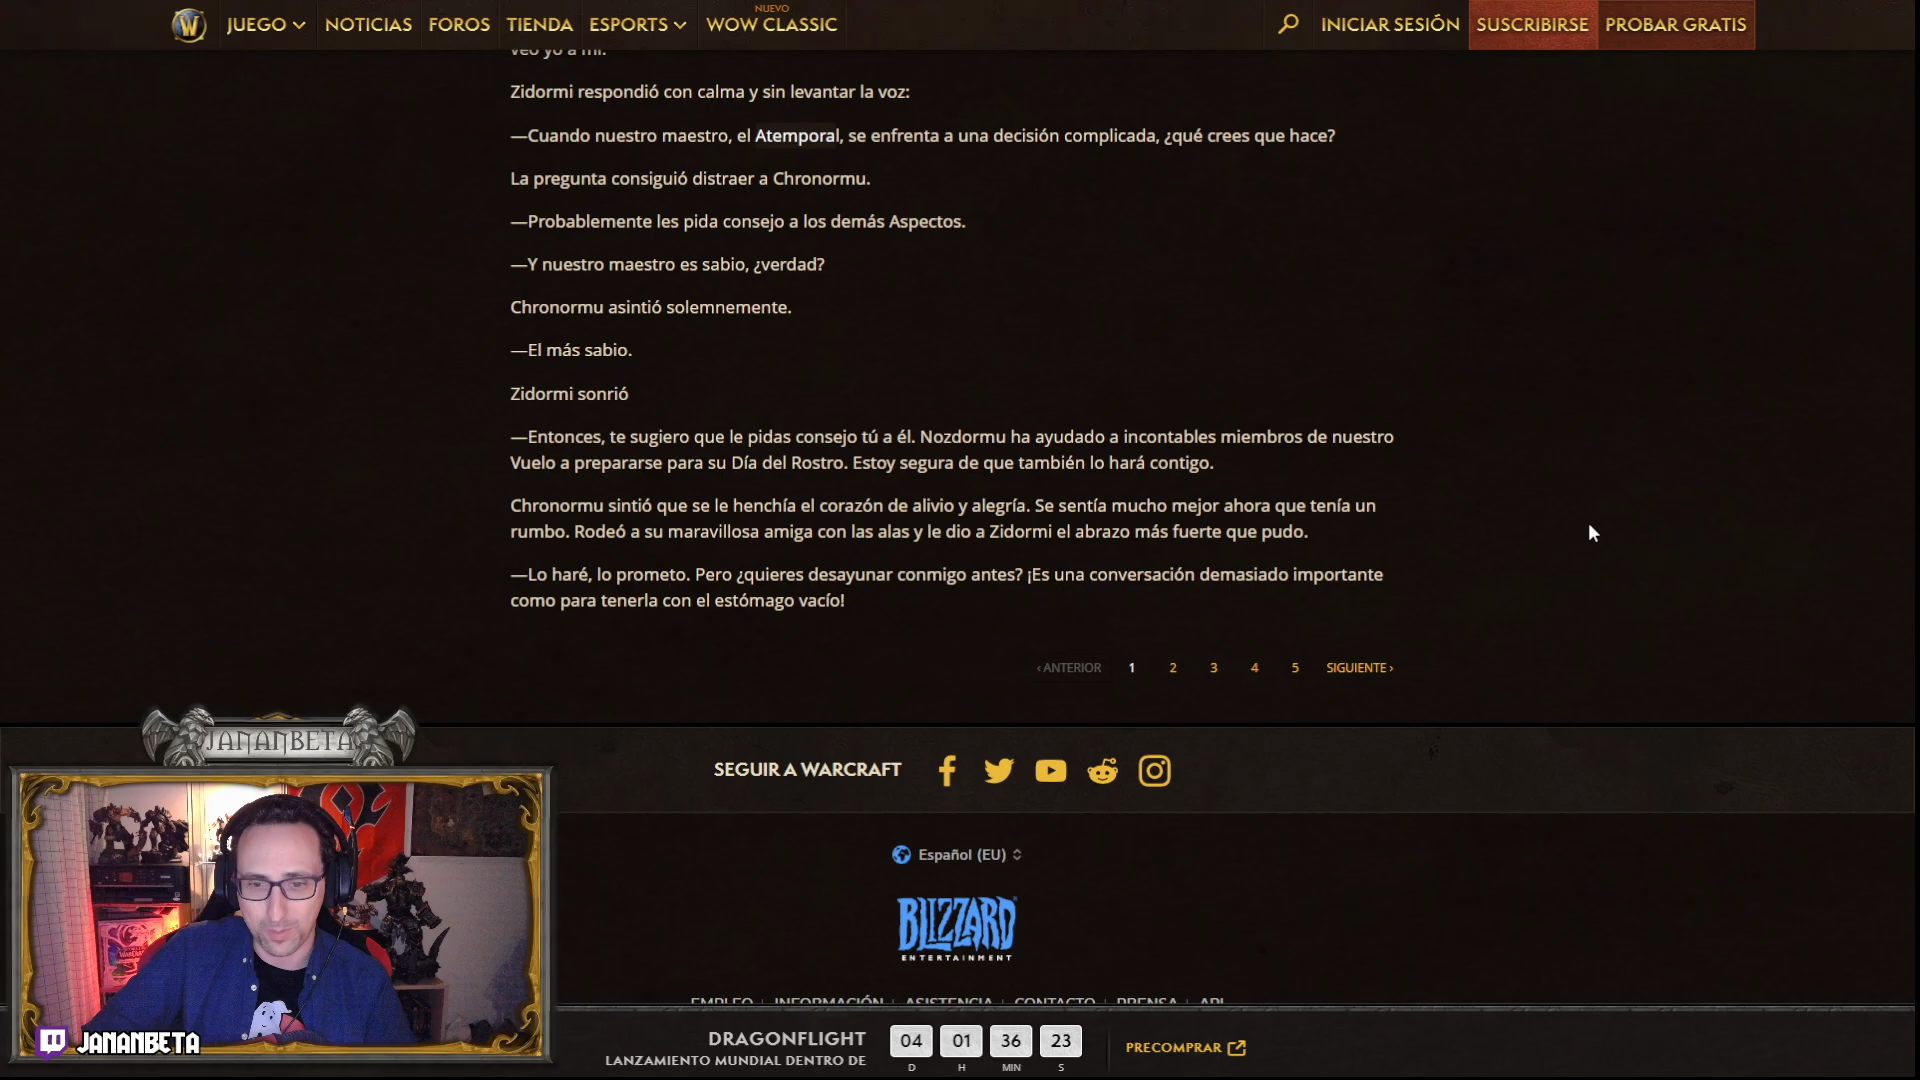 JUEGO
NOTICIAS
FOROS
TIENDA
ESPORTS
NUEVO
WOW CLASSIC
INICIAR SESIÓN
SUSCRIBIRSE
PROBAR GRATIS
veo yo a mí.
Zidormi respondió con calma y sin levantar la voz:
—Cuando nuestro maestro, el Atemporal, se enfrenta a una decisión complicada, ¿qué crees que hace?
La pregunta consiguió distraer a Chronormu.
—Probablemente les pida consejo a los demás Aspectos.
—Y nuestro maestro es sabio, ¿verdad?
Chronormu asintió solemnemente.
—El más sabio.
Zidormi sonrió
—Entonces, te sugiero que le pidas consejo tú a él. Nozdormu ha ayudado a incontables miembros de nuestro
Vuelo a prepararse para su Día del Rostro. Estoy segura de que también lo hará contigo.
Chronormu sintió que se le henchía el corazón de alivio y alegría. Se sentía mucho mejor ahora que tenía un
rumbo. Rodeó a su maravillosa amiga con las alas y le dio a Zidormi el abrazo más fuerte que pudo.
—Lo haré, lo prometo. Pero ¿quieres desayunar conmigo antes? ¡Es una conversación demasiado importante
como para tenerla con el estómago vacío!
‹ ANTERIOR 1 2 3 4 5 SIGUIENTE ›
JANANBETA
SEGUIR A WARCRAFT
Español (EU)
BLIZZARD
ENTERTAINMENT
EMPLEO | INFORMACIÓN | ASISTENCIA | CONTACTO | PRENSA | API
JANANBETA
DRAGONFLIGHT
LANZAMIENTO MUNDIAL DENTRO DE
04 01 36 23
D H MIN S
PRECOMPRAR